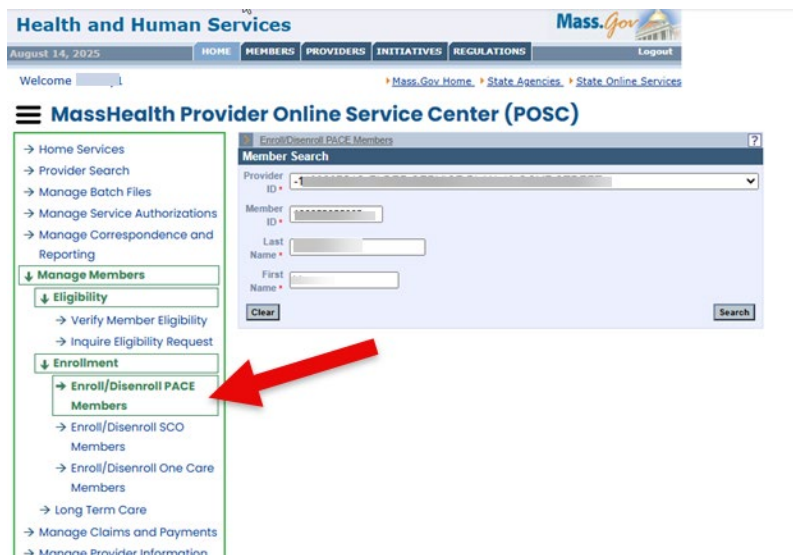 Health and Human Services
Mass.Gov
August 14, 2025
HOME MEMBERS PROVIDERS INITIATIVES REGULATIONS
Logout
Welcome
Mass.Gov Home State Agencies State Online Services
MassHealth Provider Online Service Center (POSC)
→ Home Services
→ Provider Search
→ Manage Batch Files
→ Manage Service Authorizations
→ Manage Correspondence and
Reporting
↓ Manage Members
↓ Eligibility
→ Verify Member Eligibility
→ Inquire Eligibility Request
↓ Enrollment
→ Enroll/Disenroll PACE
Members
→ Enroll/Disenroll SCO
Members
→ Enroll/Disenroll One Care
Members
→ Long Term Care
→ Manage Claims and Payments
→ Manage Provider Information
Enroll/Disenroll PACE Members
?
Member Search
Provider
ID *
Member
ID *
Last
Name *
First
Name *
Clear
Search